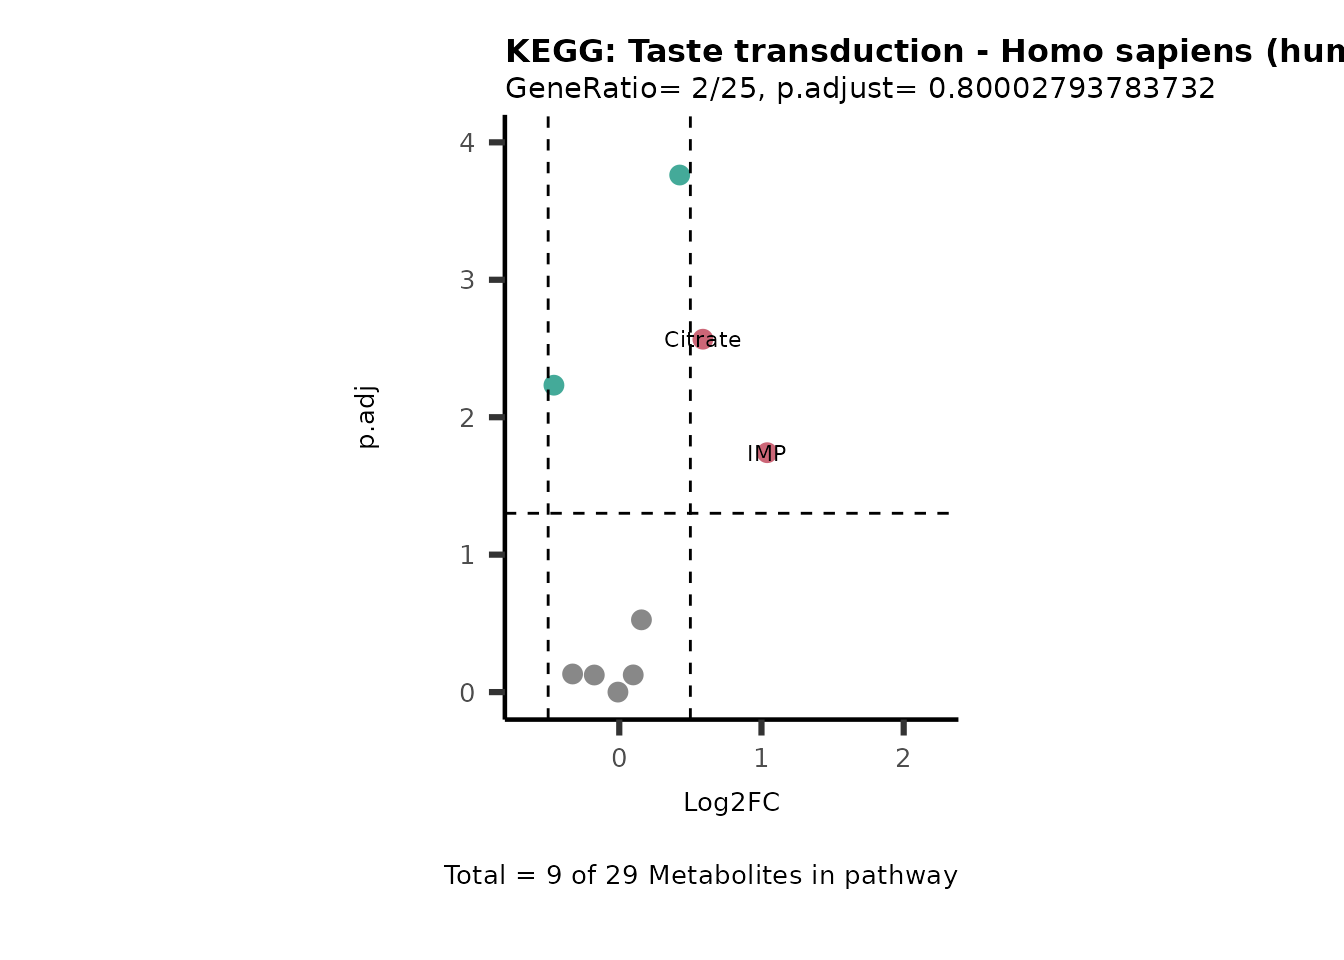 KEGG: Taste transduction - Homo sapiens (hum
GeneRatio= 2/25, p.adjust= 0.80002793783732
4
3
2
1
0
p.adj
Citrate
IMP
0 1 2
Log2FC
Total = 9 of 29 Metabolites in pathway